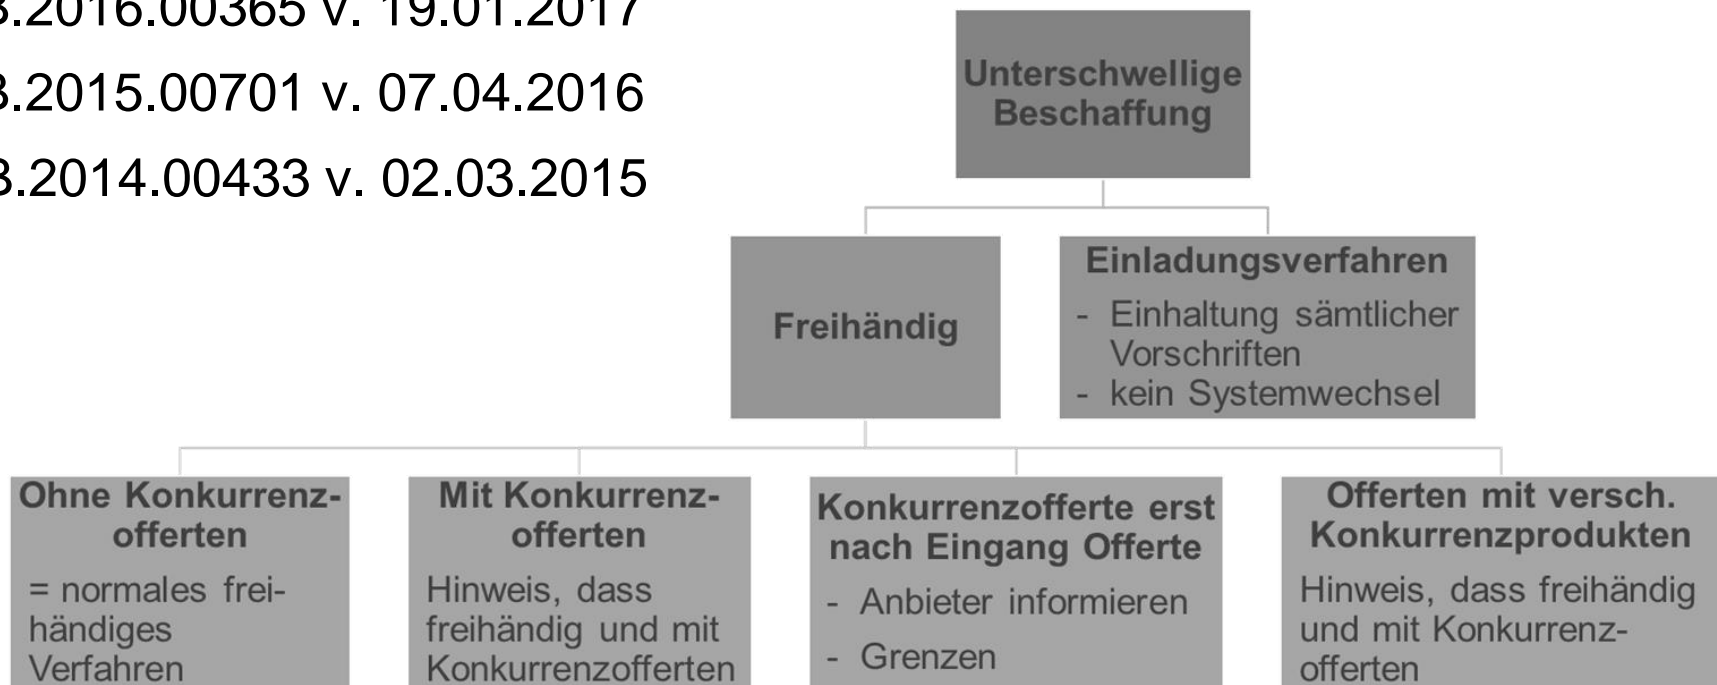 B.2016.00365 v. 19.01.2017
B.2015.00701 v. 07.04.2016
B.2014.00433 v. 02.03.2015
Unterschwellige
Beschaffung
Freihändig
Einladungsverfahren
- Einhaltung sämtlicher
Vorschriften
- kein Systemwechsel
Ohne Konkurrenz-
offerten
= normales frei-
händiges
Verfahren
Mit Konkurrenz-
offerten
Hinweis, dass
freihändig und mit
Konkurrenzofferten
Konkurrenzofferte erst
nach Eingang Offerte
- Anbieter informieren
- Grenzen
Offerten mit versch.
Konkurrenzprodukten
Hinweis, dass freihändig
und mit Konkurrenz-
offerten